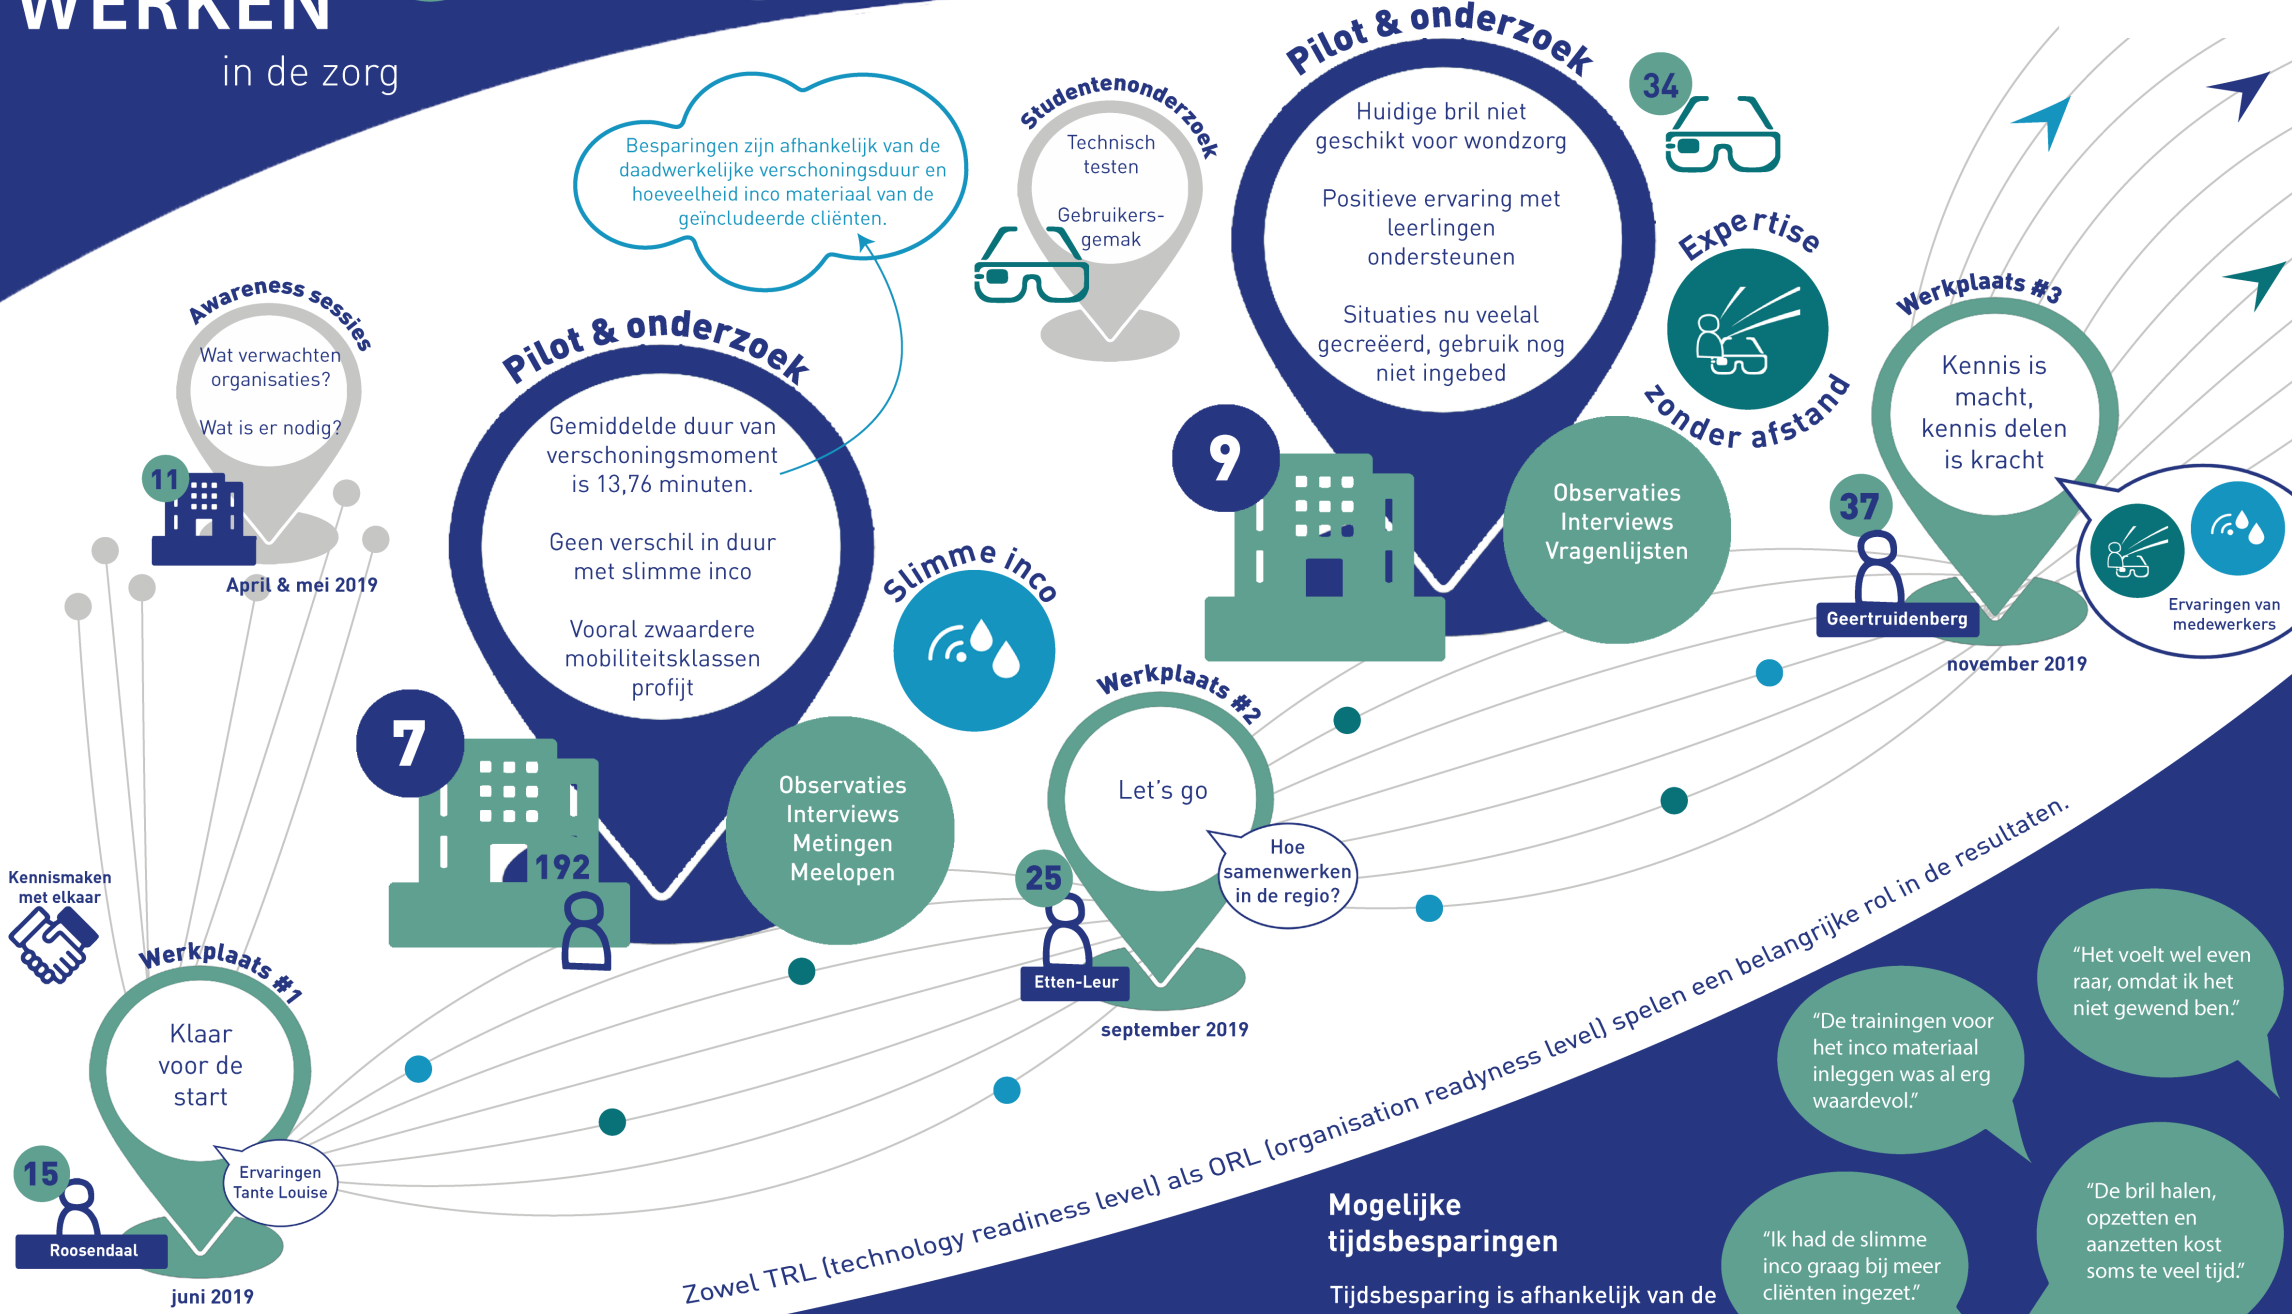 WERKEN
in de zorg
Awareness sessies
Wat verwachten
organisaties?
Wat is er nodig?
11
April & mei 2019
Kennismaken
met elkaar
Werkplaats #1
Klaar
voor de
start
Ervaringen
Tante Louise
15
Roosendaal
juni 2019
Besparingen zijn afhankelijk van de
daadwerkelijke verschoningsduur en
hoeveelheid inco materiaal van de
geïncludeerde cliënten.
Pilot & onderzoek
Gemiddelde duur van
verschoningsmoment
is 13,76 minuten.
Geen verschil in duur
met slimme inco
Vooral zwaardere
mobiliteitsklassen
profijt
Slimme inco
7
192
Observaties
Interviews
Metingen
Meelopen
Studentenonderzoek
Technisch
testen
Gebruikers-
gemak
Werkplaats #2
Let's go
Hoe
samenwerken
in de regio?
25
Etten-Leur
september 2019
Pilot & onderzoek
Huidige bril niet
geschikt voor wondzorg
Positieve ervaring met
leerlingen
ondersteunen
Situaties nu veelal
gecreëerd, gebruik nog
niet ingebed
34
Expertise
zonder afstand
9
Observaties
Interviews
Vragenlijsten
Werkplaats #3
Kennis is
macht,
kennis delen
is kracht
37
Geertruidenberg
november 2019
Ervaringen van
medewerkers
Zowel TRL (technology readiness level) als ORL (organisation readyness level) spelen een belangrijke rol in de resultaten.
Mogelijke
tijdsbesparingen
Tijdsbesparing is afhankelijk van de
“De trainingen voor
het inco materiaal
inleggen was al erg
waardevol.”
“Het voelt wel even
raar, omdat ik het
niet gewend ben.”
“Ik had de slimme
inco graag bij meer
cliënten ingezet.”
“De bril halen,
opzetten en
aanzetten kost
soms te veel tijd.”